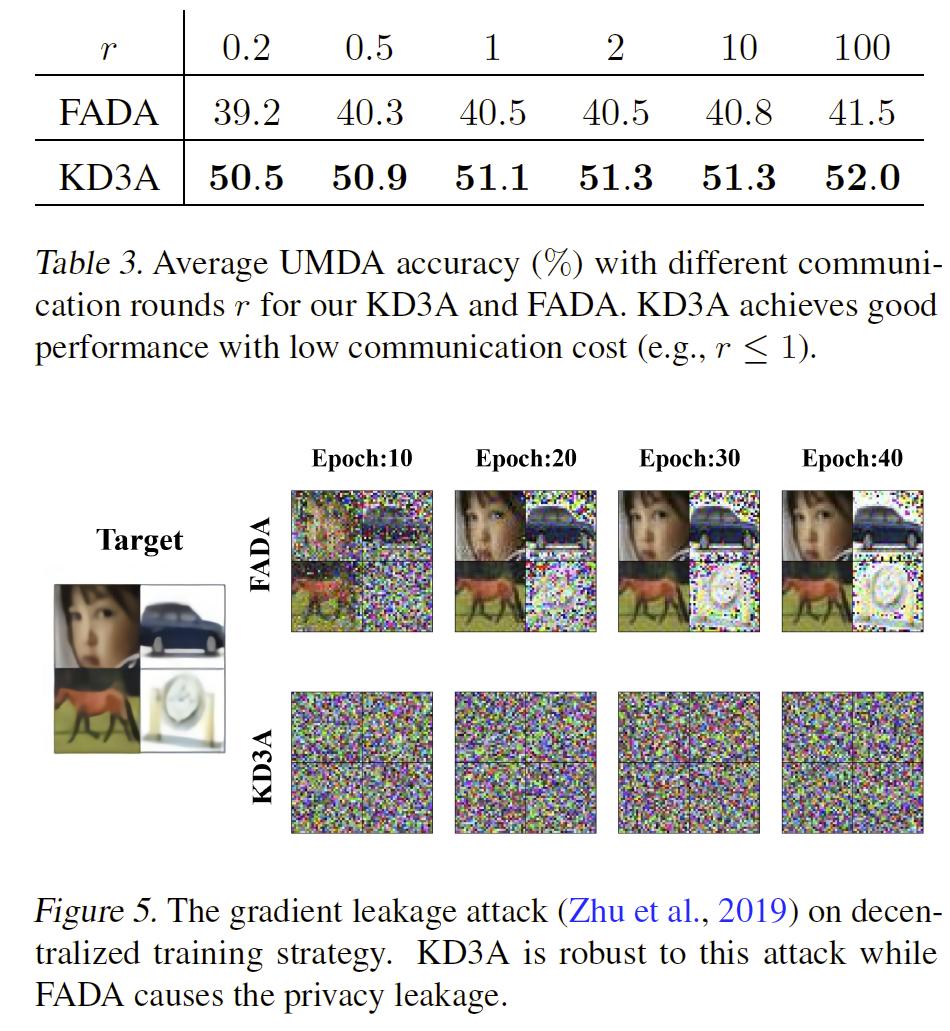 r 0.2 0.5 1 2 10 100
FADA 39.2 40.3 40.5 40.5 40.8 41.5
KD3A 50.5 50.9 51.1 51.3 51.3 52.0
Table 3. Average UMDA accuracy (%) with different communi-
cation rounds r for our KD3A and FADA. KD3A achieves good
performance with low communication cost (e.g., r ≤ 1).
Epoch:10 Epoch:20 Epoch:30 Epoch:40
Target
FADA
KD3A
Figure 5. The gradient leakage attack (Zhu et al., 2019) on decen-
tralized training strategy. KD3A is robust to this attack while
FADA causes the privacy leakage.